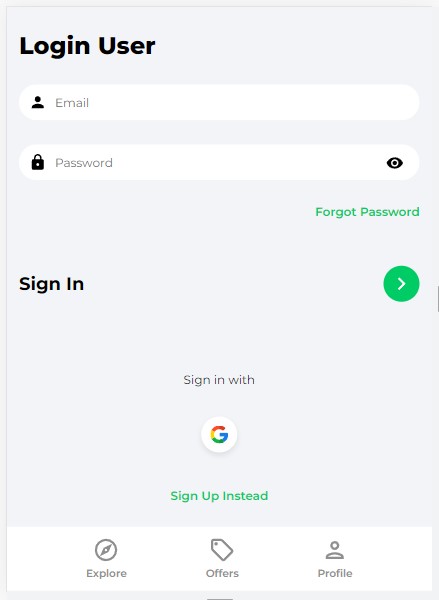 Login User
Email
Password
Forgot Password
Sign In
Sign in with
Sign Up Instead
Explore Offers Profile